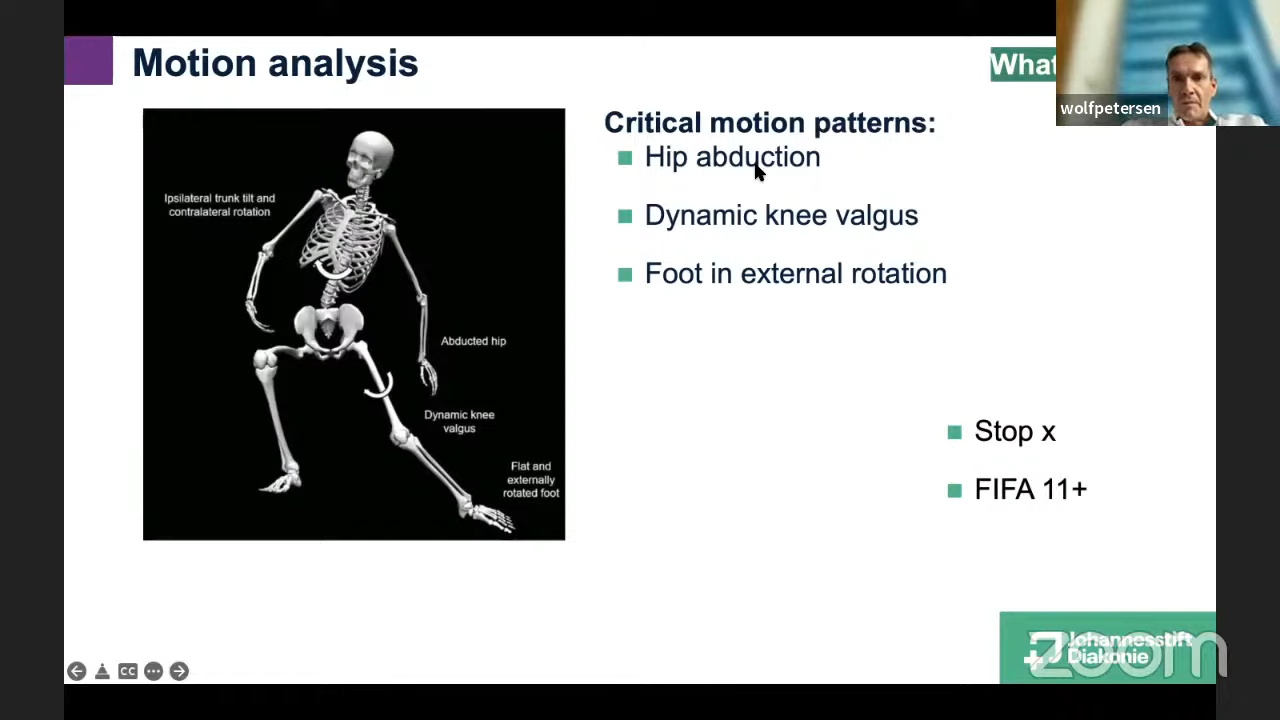 Motion analysis
What
wolfpetersen
Critical motion patterns:
Hip abduction
Dynamic knee valgus
Foot in external rotation
Ipsilateral trunk tilt and
contralateral rotation
Abducted hip
Dynamic knee
valgus
Flat and
externally
rotated foot
Stop x
FIFA 11+
Johannesstift
Diakonie
zoom
CC